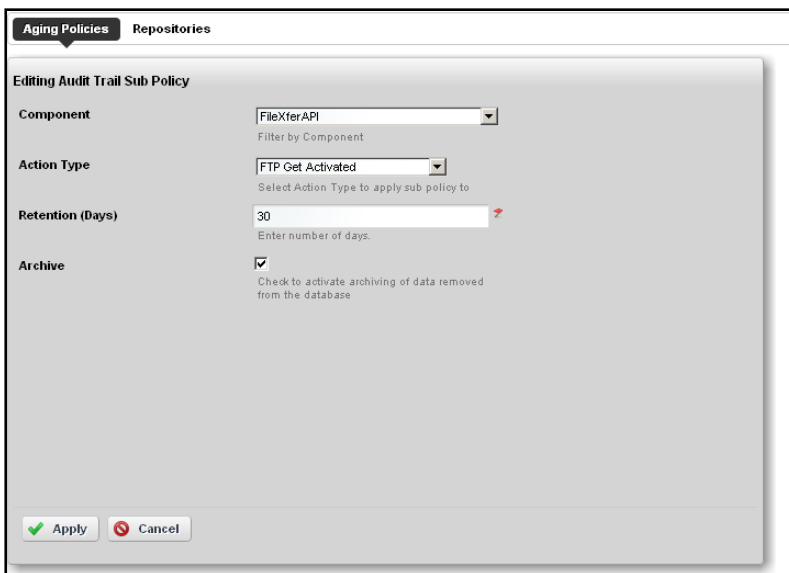 Aging Policies Repositories
Editing Audit Trail Sub Policy
Component FileXferAPI
Filter by Component
Action Type FTP Get Activated
Select Action Type to apply sub policy to
Retention (Days) 30
Enter number of days.
Archive
Check to activate archiving of data removed
from the database
Apply Cancel